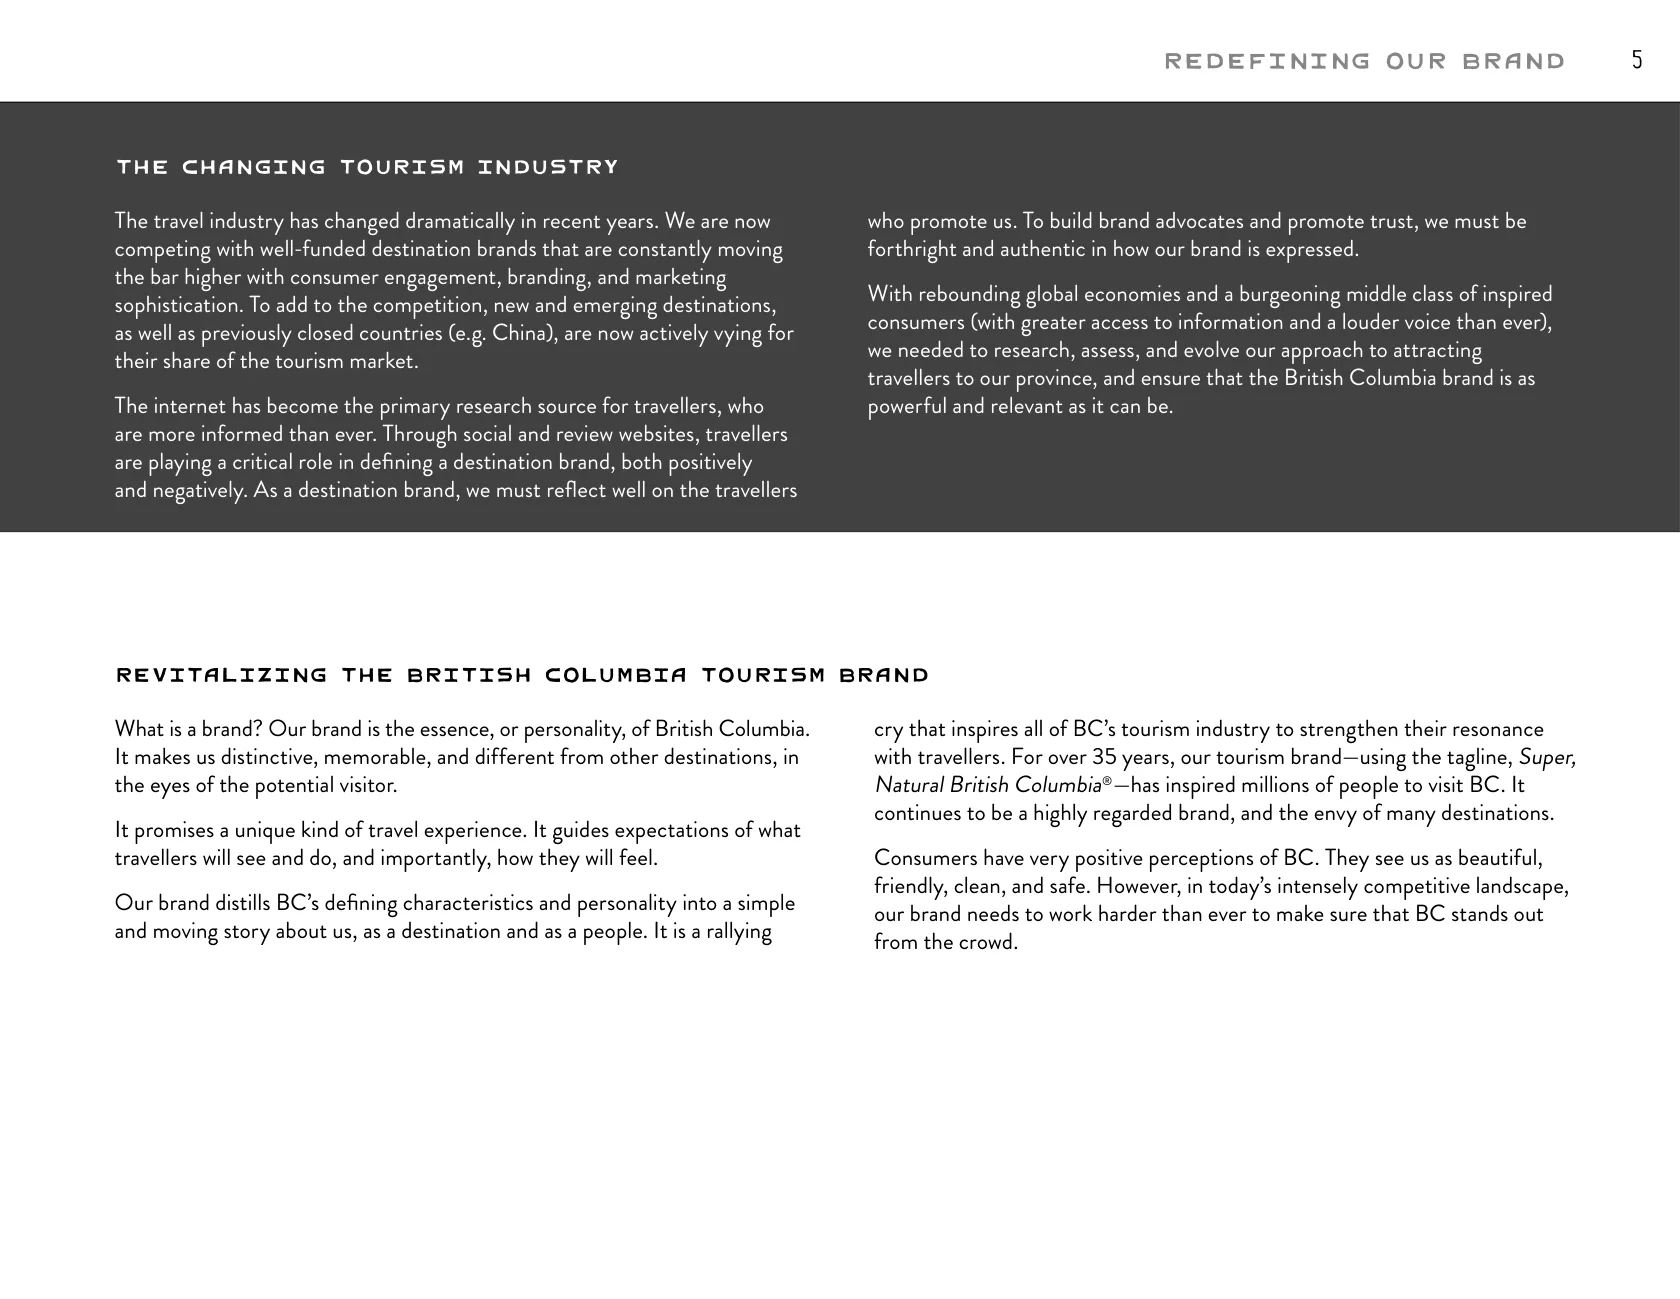 REDEFINING OUR BRAND 5
THE CHANGING TOURISM INDUSTRY
The travel industry has changed dramatically in recent years. We are now
competing with well-funded destination brands that are constantly moving
the bar higher with consumer engagement, branding, and marketing
sophistication. To add to the competition, new and emerging destinations,
as well as previously closed countries (e.g. China), are now actively vying for
their share of the tourism market.
The internet has become the primary research source for travellers, who
are more informed than ever. Through social and review websites, travellers
are playing a critical role in defining a destination brand, both positively
and negatively. As a destination brand, we must reflect well on the travellers
who promote us. To build brand advocates and promote trust, we must be
forthright and authentic in how our brand is expressed.
With rebounding global economies and a burgeoning middle class of inspired
consumers (with greater access to information and a louder voice than ever),
we needed to research, assess, and evolve our approach to attracting
travellers to our province, and ensure that the British Columbia brand is as
powerful and relevant as it can be.
REVITALIZING THE BRITISH COLUMBIA TOURISM BRAND
What is a brand? Our brand is the essence, or personality, of British Columbia.
It makes us distinctive, memorable, and different from other destinations, in
the eyes of the potential visitor.
It promises a unique kind of travel experience. It guides expectations of what
travellers will see and do, and importantly, how they will feel.
Our brand distills BC’s defining characteristics and personality into a simple
and moving story about us, as a destination and as a people. It is a rallying
cry that inspires all of BC’s tourism industry to strengthen their resonance
with travellers. For over 35 years, our tourism brand—using the tagline, Super,
Natural British Columbia®—has inspired millions of people to visit BC. It
continues to be a highly regarded brand, and the envy of many destinations.
Consumers have very positive perceptions of BC. They see us as beautiful,
friendly, clean, and safe. However, in today’s intensely competitive landscape,
our brand needs to work harder than ever to make sure that BC stands out
from the crowd.